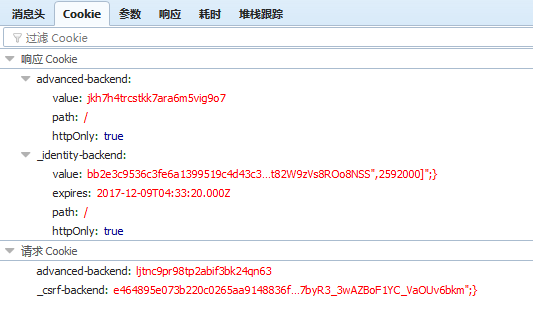 消息头 Cookie 参数 响应 耗时 堆栈跟踪
过滤 Cookie
响应 Cookie
advanced-backend:
value: jkh7h4trcstkk7ara6m5vig9o7
path: /
httpOnly: true
_identity-backend:
value: bb2e3c9536c3fe6a1399519c4d43c3...t82W9zVs8ROo8NSS",2592000]";}
expires: 2017-12-09T04:33:20.000Z
path: /
httpOnly: true
请求 Cookie
advanced-backend: ljtnc9pr98tp2abif3bk24qn63
_csrf-backend: e464895e073b220c0265aa9148836f...7byR3_3wAZBoF1YC_VaOUv6bkm";}